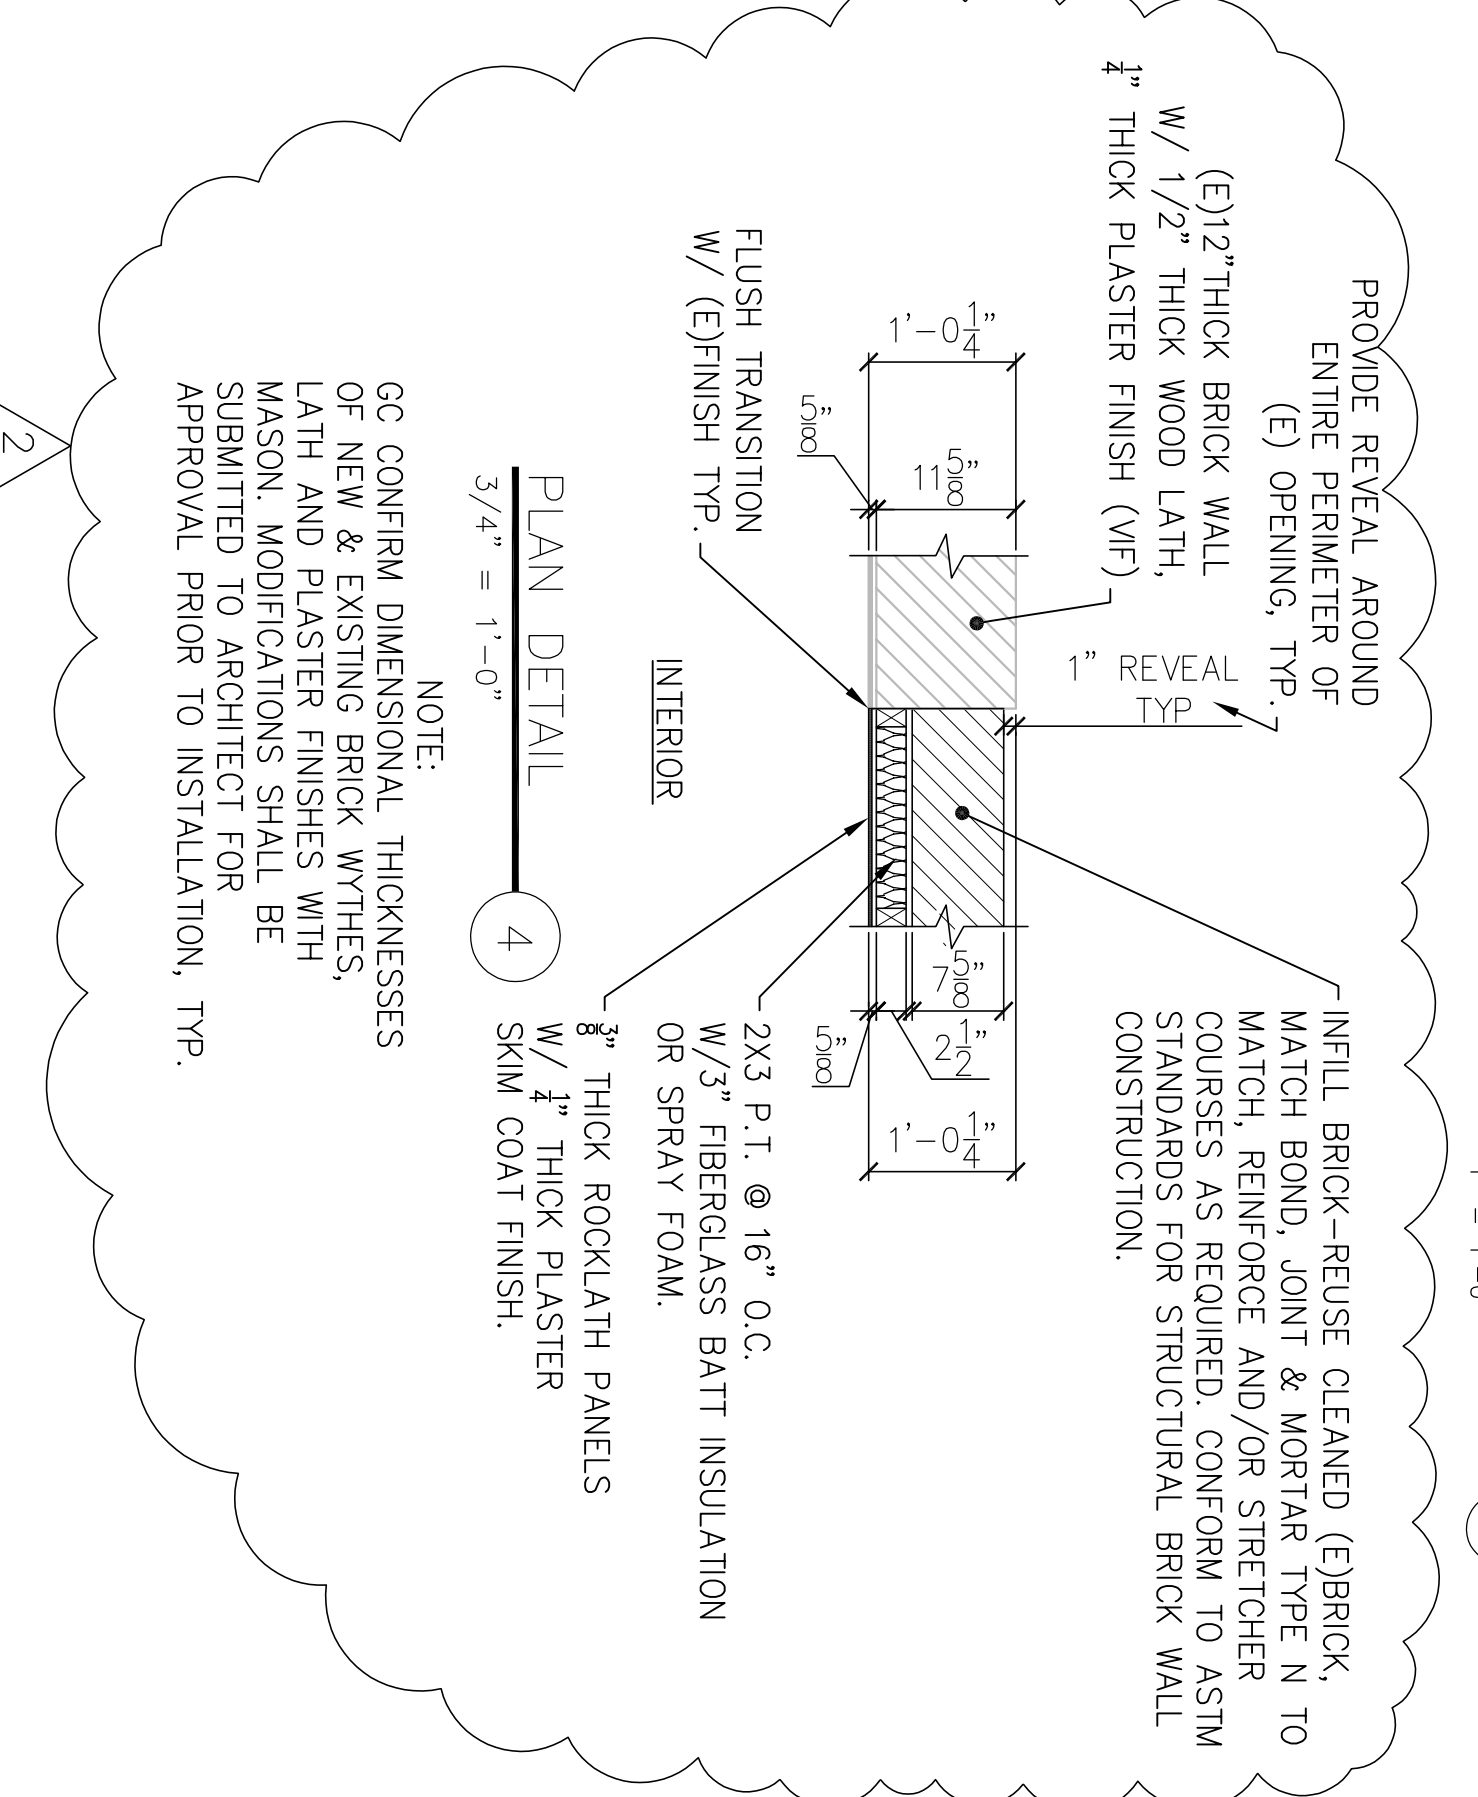 PROVIDE REVEAL AROUND
ENTIRE PERIMETER OF
(E) OPENING, TYP.
(E)12"THICK BRICK WALL
W/ 1/2" THICK WOOD LATH,
1/4" THICK PLASTER FINISH (VIF)
1" REVEAL
TYP
INFILL BRICK-REUSE CLEANED (E)BRICK,
MATCH BOND, JOINT & MORTAR TYPE N TO
MATCH, REINFORCE AND/OR STRETCHER
COURSES AS REQUIRED. CONFORM TO ASTM
STANDARDS FOR STRUCTURAL BRICK WALL
CONSTRUCTION.
1'-0 1/4"
11 5/8"
5/8"
7 5/8"
2 1/2"
5/8"
1'-0 1/4"
FLUSH TRANSITION
W/ (E)FINISH TYP.
INTERIOR
2X3 P.T. @ 16" O.C.
W/3" FIBERGLASS BATT INSULATION
OR SPRAY FOAM.
3/8" THICK ROCKLATH PANELS
W/ 1/4" THICK PLASTER
SKIM COAT FINISH.
PLAN DETAIL
3/4" = 1'-0"
4
NOTE:
GC CONFIRM DIMENSIONAL THICKNESSES
OF NEW & EXISTING BRICK WYTHES,
LATH AND PLASTER FINISHES WITH
MASON. MODIFICATIONS SHALL BE
SUBMITTED TO ARCHITECT FOR
APPROVAL PRIOR TO INSTALLATION, TYP.
2